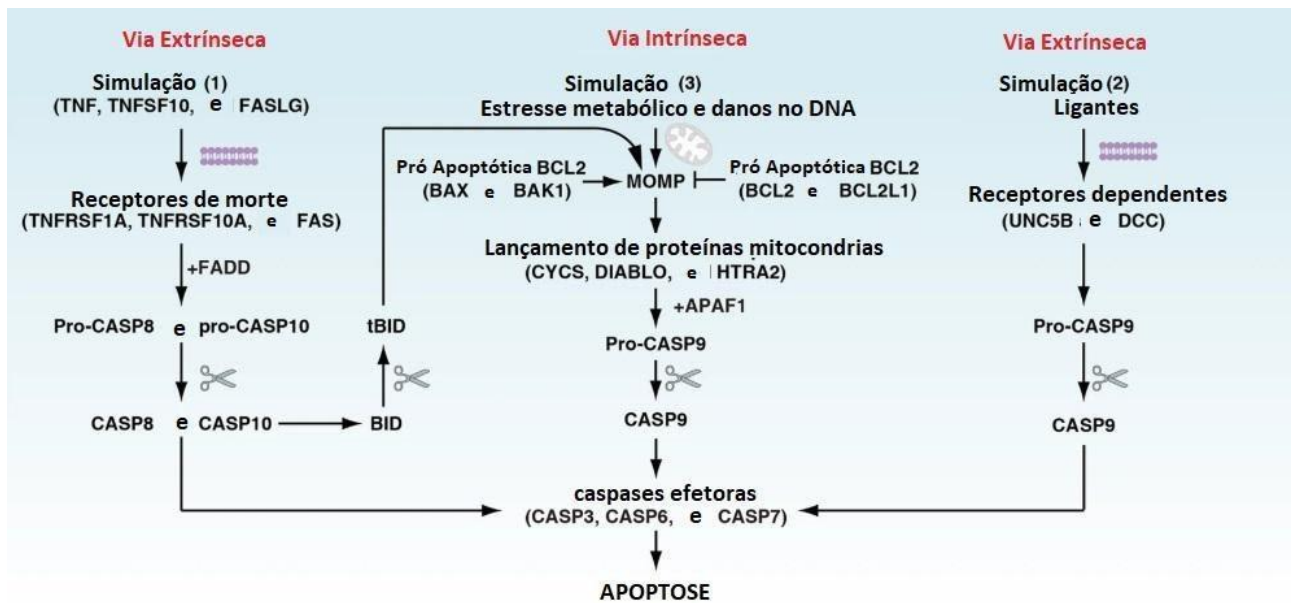 Via Extrínseca
Simulação (1)
(TNF, TNFSF10, e FASLG)
Receptores de morte
(TNFRSF1A, TNFRSF10A, e FAS)
+FADD
Pro-CASP8 e pro-CASP10
CASP8 e CASP10
BID
tBID
Via Intrínseca
Simulação (3)
Estresse metabólico e danos no DNA
Pró Apoptótica BCL2
(BAX e BAK1)
MOMP
Pró Apoptótica BCL2
(BCL2 e BCL2L1)
Lançamento de proteínas mitocondrias
(CYCS, DIABLO, e HTRA2)
+APAF1
Pro-CASP9
CASP9
Via Extrínseca
Simulação (2)
Ligantes
Receptores dependentes
(UNC5B e DCC)
Pro-CASP9
CASP9
caspases efetoras
(CASP3, CASP6, e CASP7)
APOPTOSE